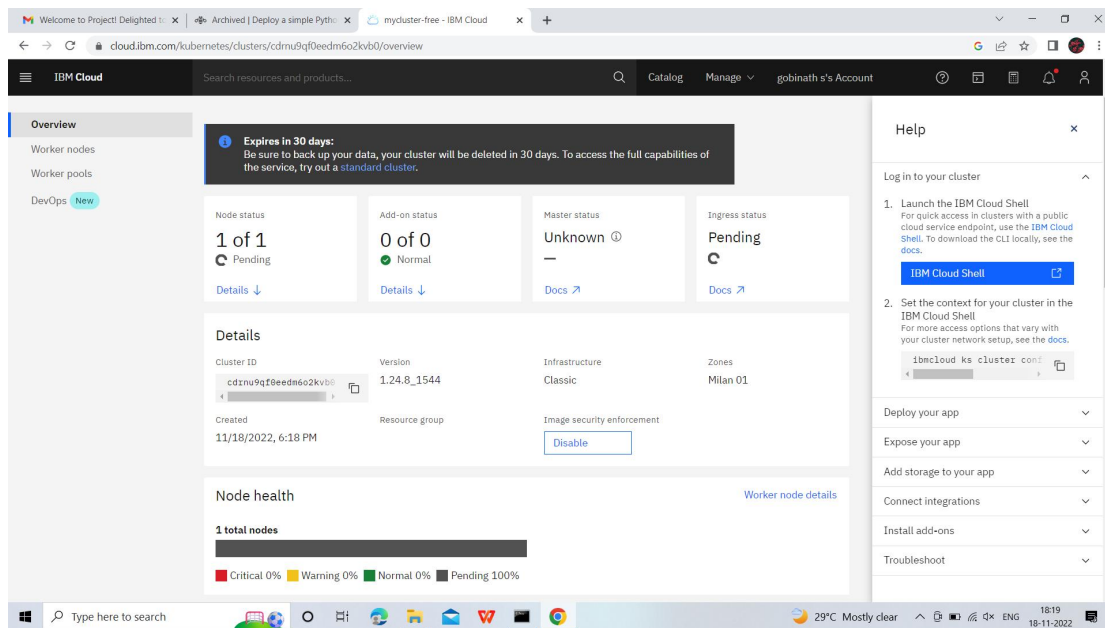 Welcome to Project! Delighted to
Archived | Deploy a simple Pytho
mycluster-free - IBM Cloud
cloud.ibm.com/kubernetes/clusters/cdrnu9qf0eedm6o2kvb0/overview
IBM Cloud
Search resources and products...
Catalog
Manage
gobinath s's Account
Overview
Worker nodes
Worker pools
DevOps New
Expires in 30 days:
Be sure to back up your data, your cluster will be deleted in 30 days. To access the full capabilities of
the service, try out a standard cluster.
Node status
1 of 1
Pending
Details
Add-on status
0 of 0
Normal
Details
Master status
Unknown
—
Docs
Ingress status
Pending
Docs
Details
Cluster ID
cdrnu9qf0eedm6o2kvb0
Version
1.24.8_1544
Infrastructure
Classic
Zones
Milan 01
Created
11/18/2022, 6:18 PM
Resource group
Image security enforcement
Disable
Node health
Worker node details
1 total nodes
Critical 0% Warning 0% Normal 0% Pending 100%
Help
Log in to your cluster
1. Launch the IBM Cloud Shell
For quick access in clusters with a public
cloud service endpoint, use the IBM Cloud
Shell. To download the CLI locally, see the
docs.
IBM Cloud Shell
2. Set the context for your cluster in the
IBM Cloud Shell
For more access options that vary with
your cluster network setup, see the docs.
ibmcloud ks cluster conf
Deploy your app
Expose your app
Add storage to your app
Connect integrations
Install add-ons
Troubleshoot
Type here to search
29°C Mostly clear
ENG
18:19
18-11-2022